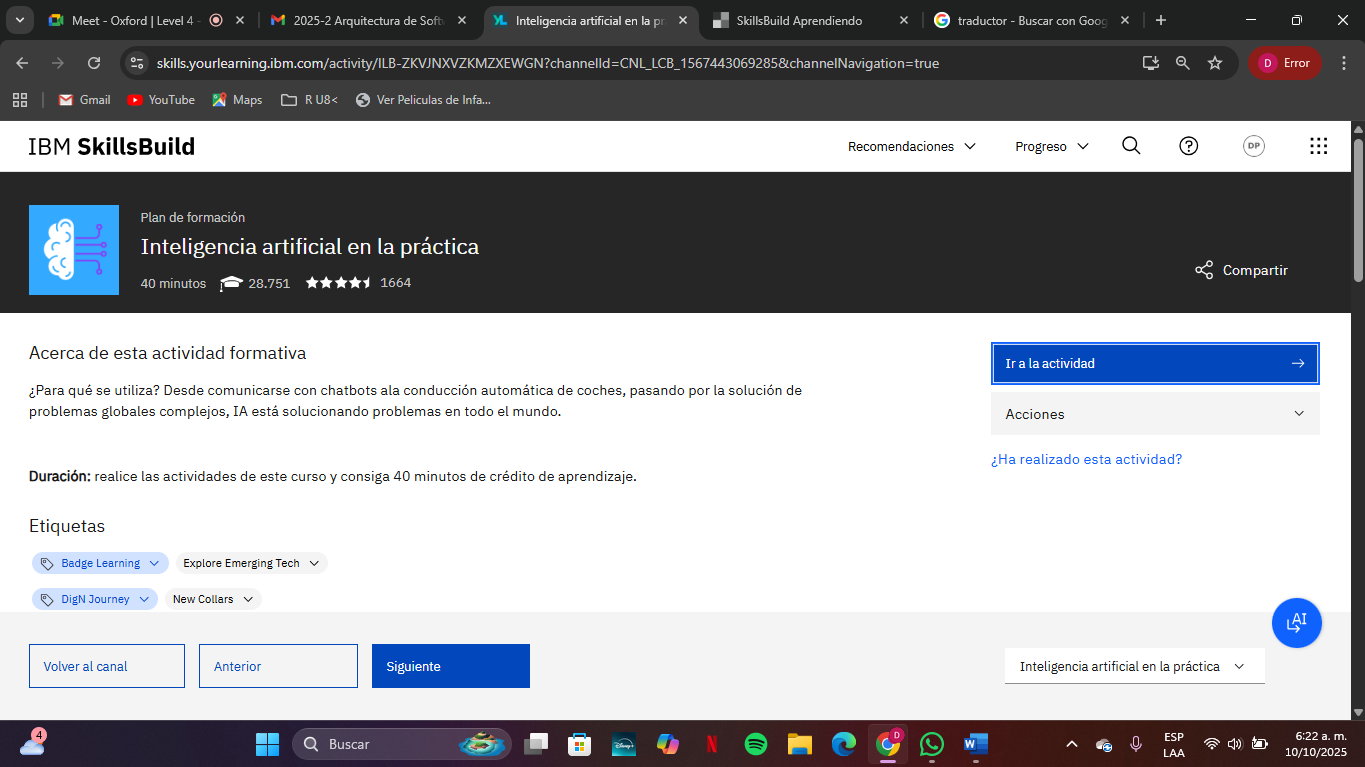 Meet - Oxford | Level 4 -
2025-2 Arquitectura de Softw
Inteligencia artificial en la pr
SkillsBuild Aprendiendo
traductor - Buscar con Goog
skills.yourlearning.ibm.com/activity/ILB-ZKVJNXVZKMZXEWGN?channelId=CNL_LCB_1567443069285&channelNavigation=true
D Error
Gmail
YouTube
Maps
R U8<
Ver Peliculas de Infa...
IBM SkillsBuild
Recomendaciones
Progreso
DP
Plan de formación
Inteligencia artificial en la práctica
40 minutos 28.751 1664
Compartir
Acerca de esta actividad formativa
¿Para qué se utiliza? Desde comunicarse con chatbots ala conducción automática de coches, pasando por la solución de
problemas globales complejos, IA está solucionando problemas en todo el mundo.
Duración: realice las actividades de este curso y consiga 40 minutos de crédito de aprendizaje.
Ir a la actividad
Acciones
¿Ha realizado esta actividad?
Etiquetas
Badge Learning
Explore Emerging Tech
DigN Journey
New Collars
AI
Volver al canal
Anterior
Siguiente
Inteligencia artificial en la práctica
4
Buscar
Disney+
N
D
W
ESP
LAA
6:22 a. m.
10/10/2025